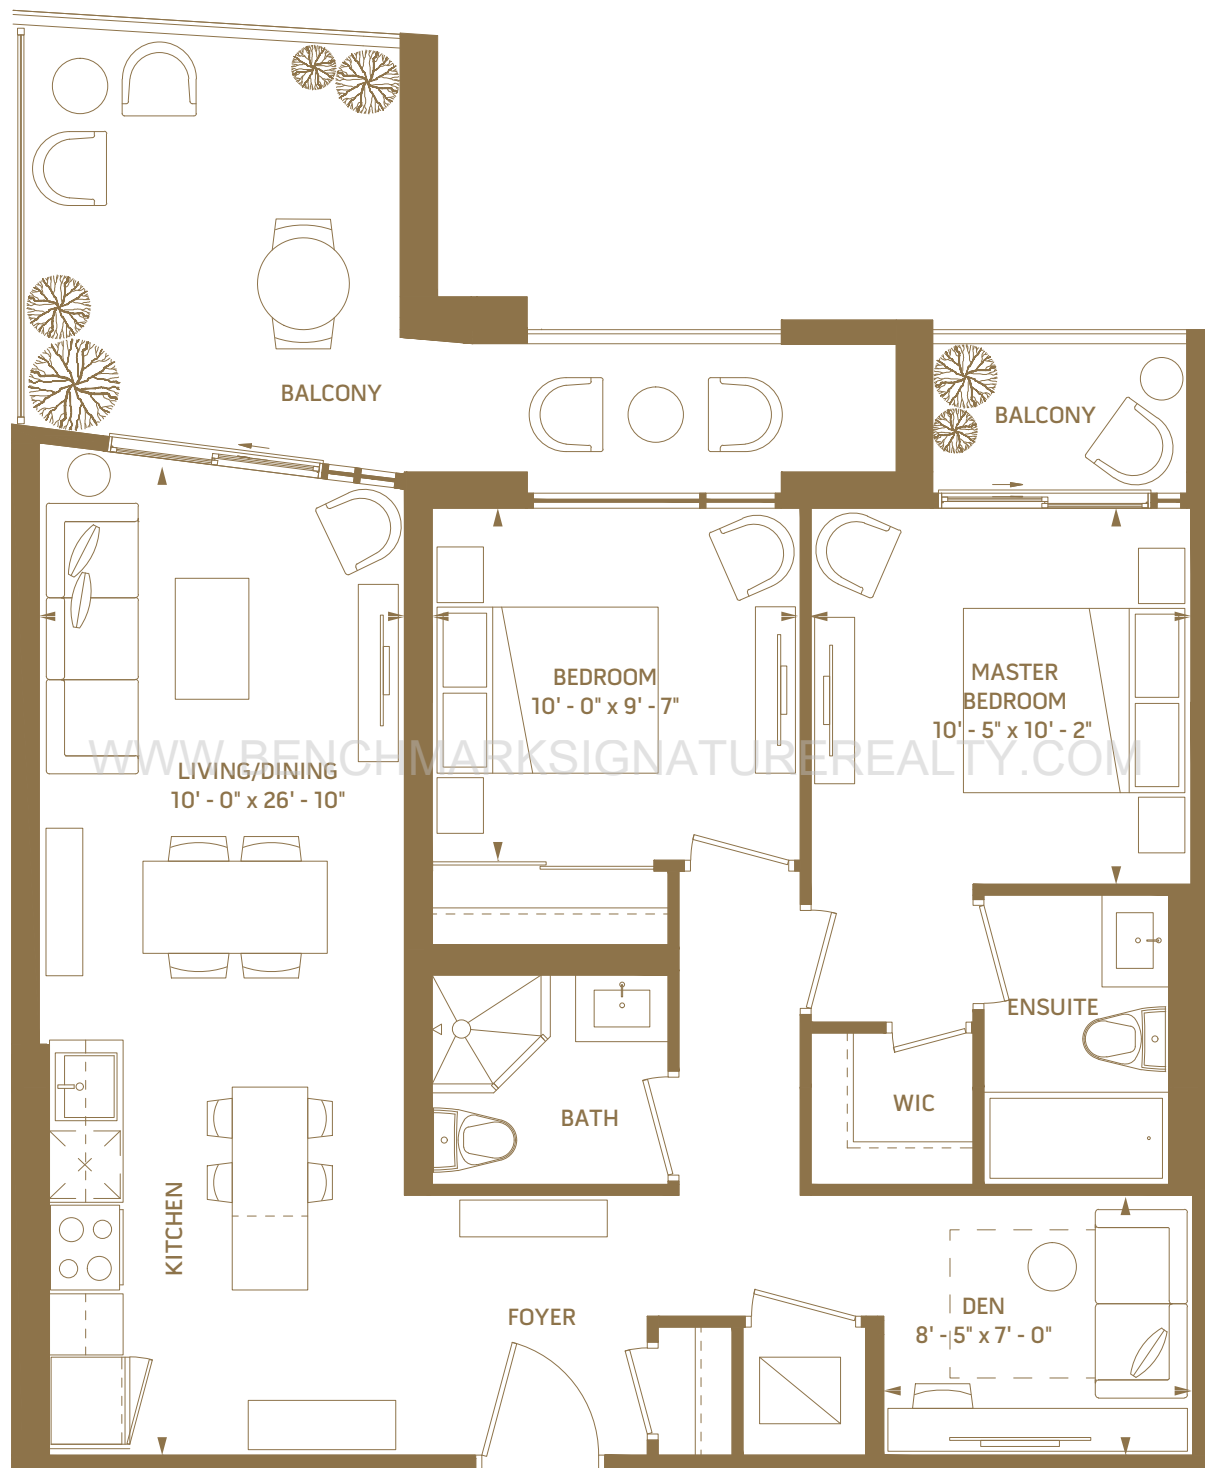 BALCONY
BALCONY
BEDROOM
10' - 0" x 9' - 7"
MASTER
BEDROOM
10' - 5" x 10' - 2"
WWW.BENCHMARKSIGNATUREREALTY.COM
LIVING/DINING
10' - 0" x 26' - 10"
ENSUITE
WIC
BATH
KITCHEN
FOYER
DEN
8' - 5" x 7' - 0"